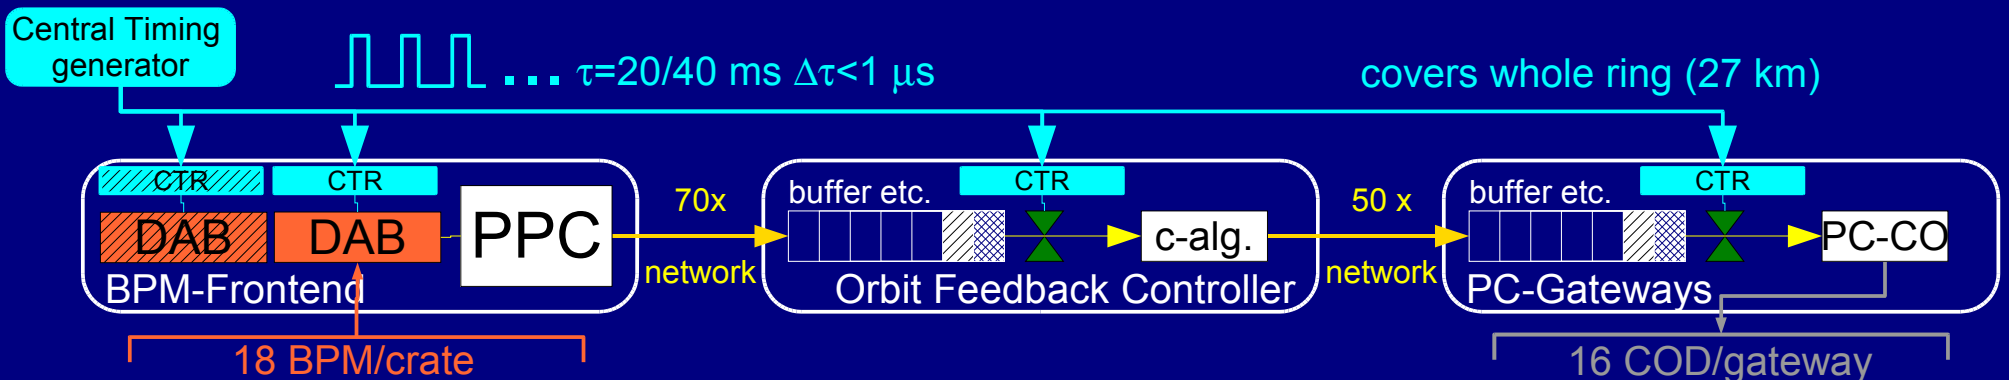 Central Timing
generator
... τ=20/40 ms Δτ<1 μs
covers whole ring (27 km)
CTR
CTR
DAB
DAB
PPC
BPM-Frontend
18 BPM/crate
70x
network
buffer etc.
CTR
c-alg.
Orbit Feedback Controller
50 x
network
buffer etc.
CTR
PC-CO
PC-Gateways
16 COD/gateway